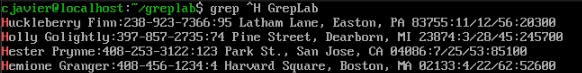 cjavier@localhost:~/greplab> grep ^H GrepLab
Huckleberry Finn:238-923-7366:95 Latham Lane, Easton, PA 83755:11/12/56:20300
Holly Golightly:397-857-2735:74 Pine Street, Dearborn, MI 23874:3/28/45:245700
Hester Prynne:408-253-3122:123 Park St., San Jose, CA 04086:7/25/53:85100
Hemione Granger:408-456-1234:4 Harvard Square, Boston, MA 02133:4/22/62:52600